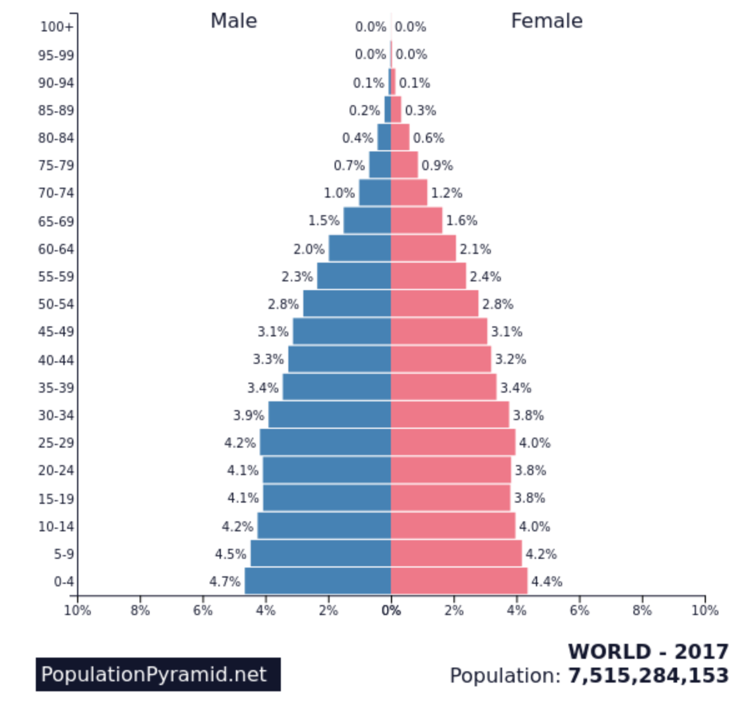 Male Female
100+ 0.0% 0.0%
95-99 0.0% 0.0%
90-94 0.1% 0.1%
85-89 0.2% 0.3%
80-84 0.4% 0.6%
75-79 0.7% 0.9%
70-74 1.0% 1.2%
65-69 1.5% 1.6%
60-64 2.0% 2.1%
55-59 2.3% 2.4%
50-54 2.8% 2.8%
45-49 3.1% 3.1%
40-44 3.3% 3.2%
35-39 3.4% 3.4%
30-34 3.9% 3.8%
25-29 4.2% 4.0%
20-24 4.1% 3.8%
15-19 4.1% 3.8%
10-14 4.2% 4.0%
5-9 4.5% 4.2%
0-4 4.7% 4.4%
10% 8% 6% 4% 2% 0% 2% 4% 6% 8% 10%
WORLD - 2017
PopulationPyramid.net Population: 7,515,284,153